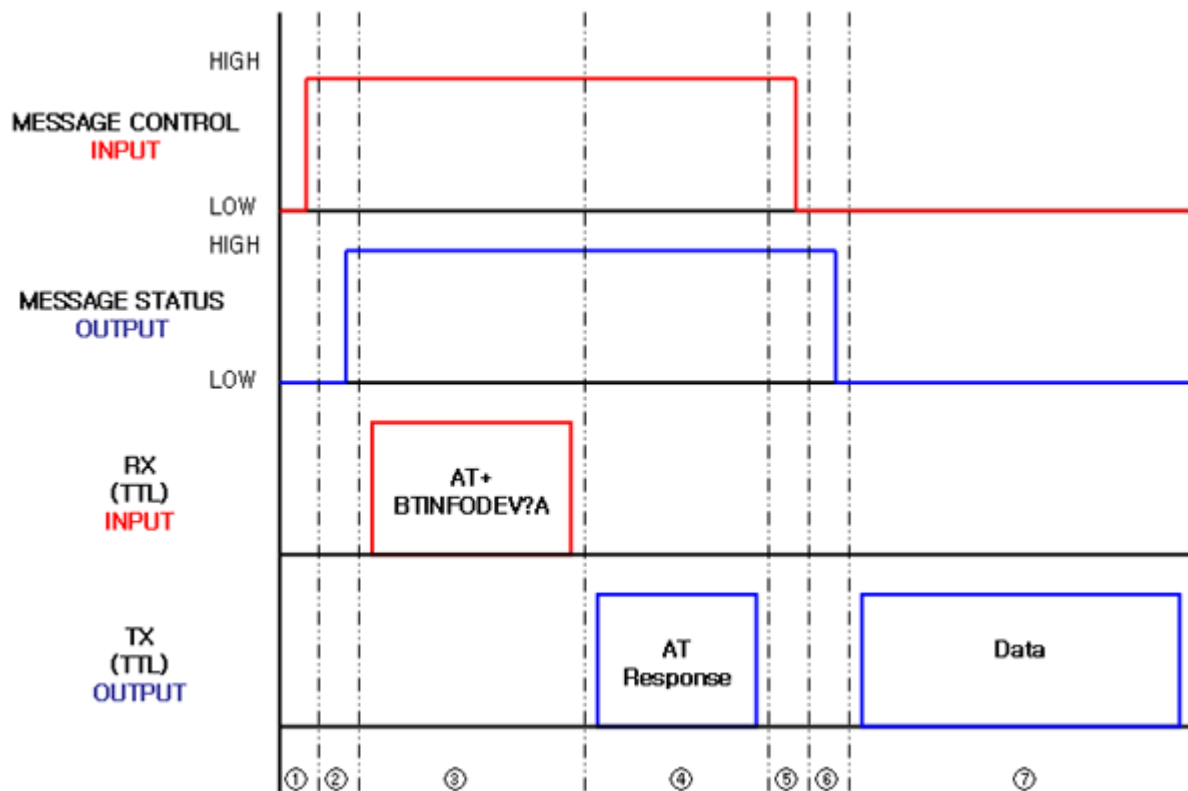 HIGH
MESSAGE CONTROL
INPUT
LOW
HIGH
MESSAGE STATUS
OUTPUT
LOW
RX
(TTL)
INPUT
AT+
BTINFODEV?A
TX
(TTL)
OUTPUT
AT
Response
Data
① ② ③ ④ ⑤ ⑥ ⑦